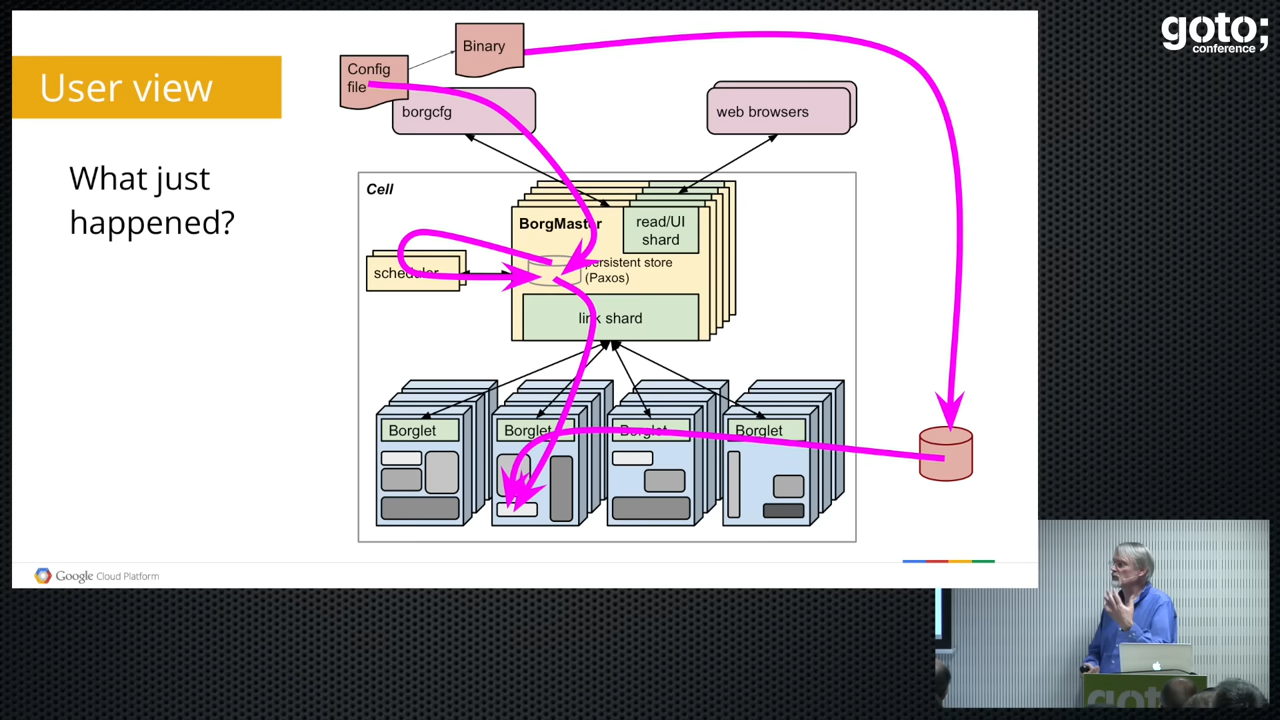 goto;
conference
User view
What just
happened?
Binary
Config
file
borgcfg
web browsers
Cell
BorgMaster
read/UI
shard
scheduler
persistent store
(Paxos)
link shard
Borglet
Borglet
Borglet
Borglet
Google Cloud Platform
goto;